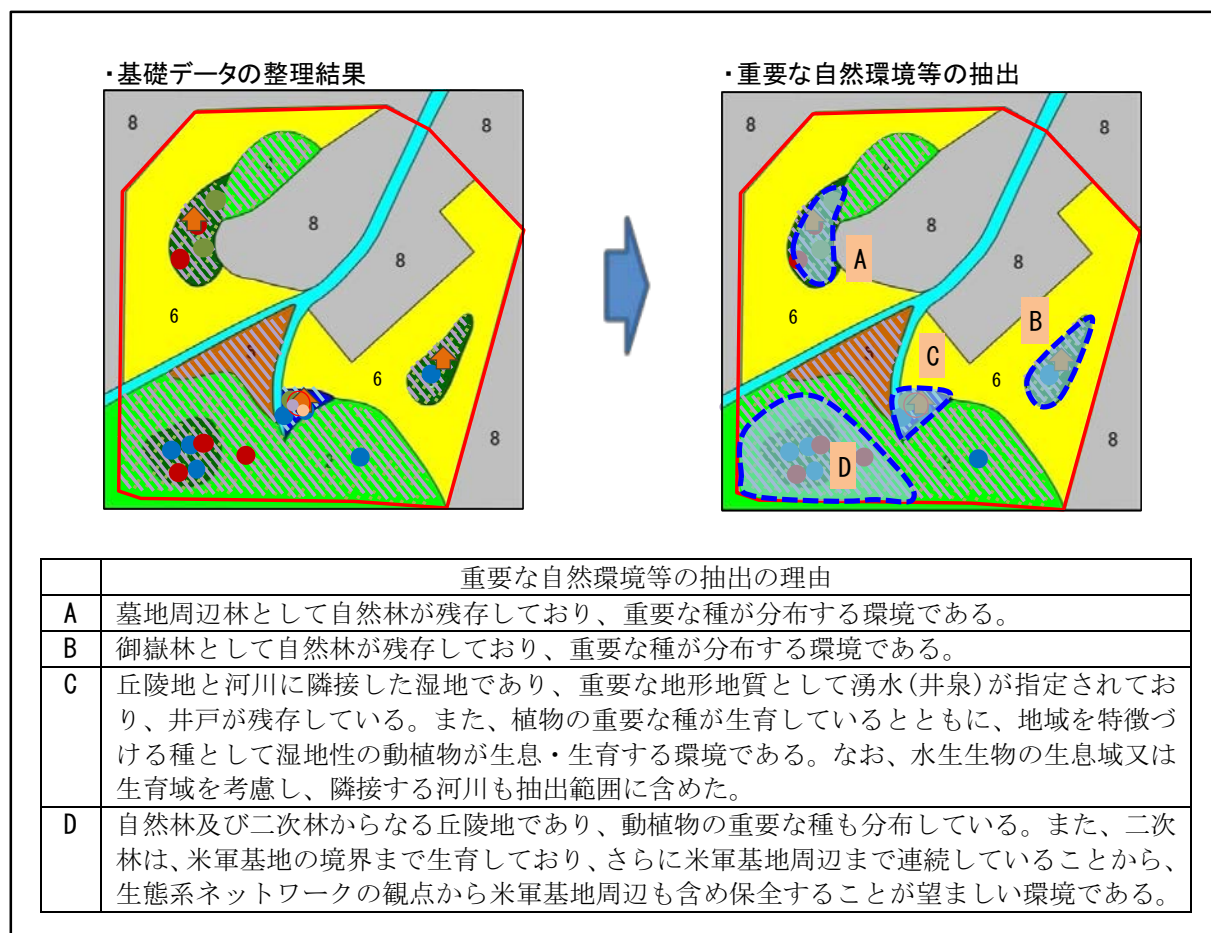 ・基礎データの整理結果
・重要な自然環境等の抽出
8
8
8
8
6
6
8
8
8
8
8
6
6
8
A
B
C
D
重要な自然環境等の抽出の理由
A 墓地周辺林として自然林が残存しており、重要な種が分布する環境である。
B 御嶽林として自然林が残存しており、重要な種が分布する環境である。
C 丘陵地と河川に隣接した湿地であり、重要な地形地質として湧水(井泉)が指定されてお
り、井戸が残存している。また、植物の重要な種が生育しているとともに、地域を特徴づ
ける種として湿地性の動植物が生息・生育する環境である。なお、水生生物の生息域又は
生育域を考慮し、隣接する河川も抽出範囲に含めた。
D 自然林及び二次林からなる丘陵地であり、動植物の重要な種も分布している。また、二次
林は、米軍基地の境界まで生育しており、さらに米軍基地周辺まで連続していることから、
生態系ネットワークの観点から米軍基地周辺も含め保全することが望ましい環境である。